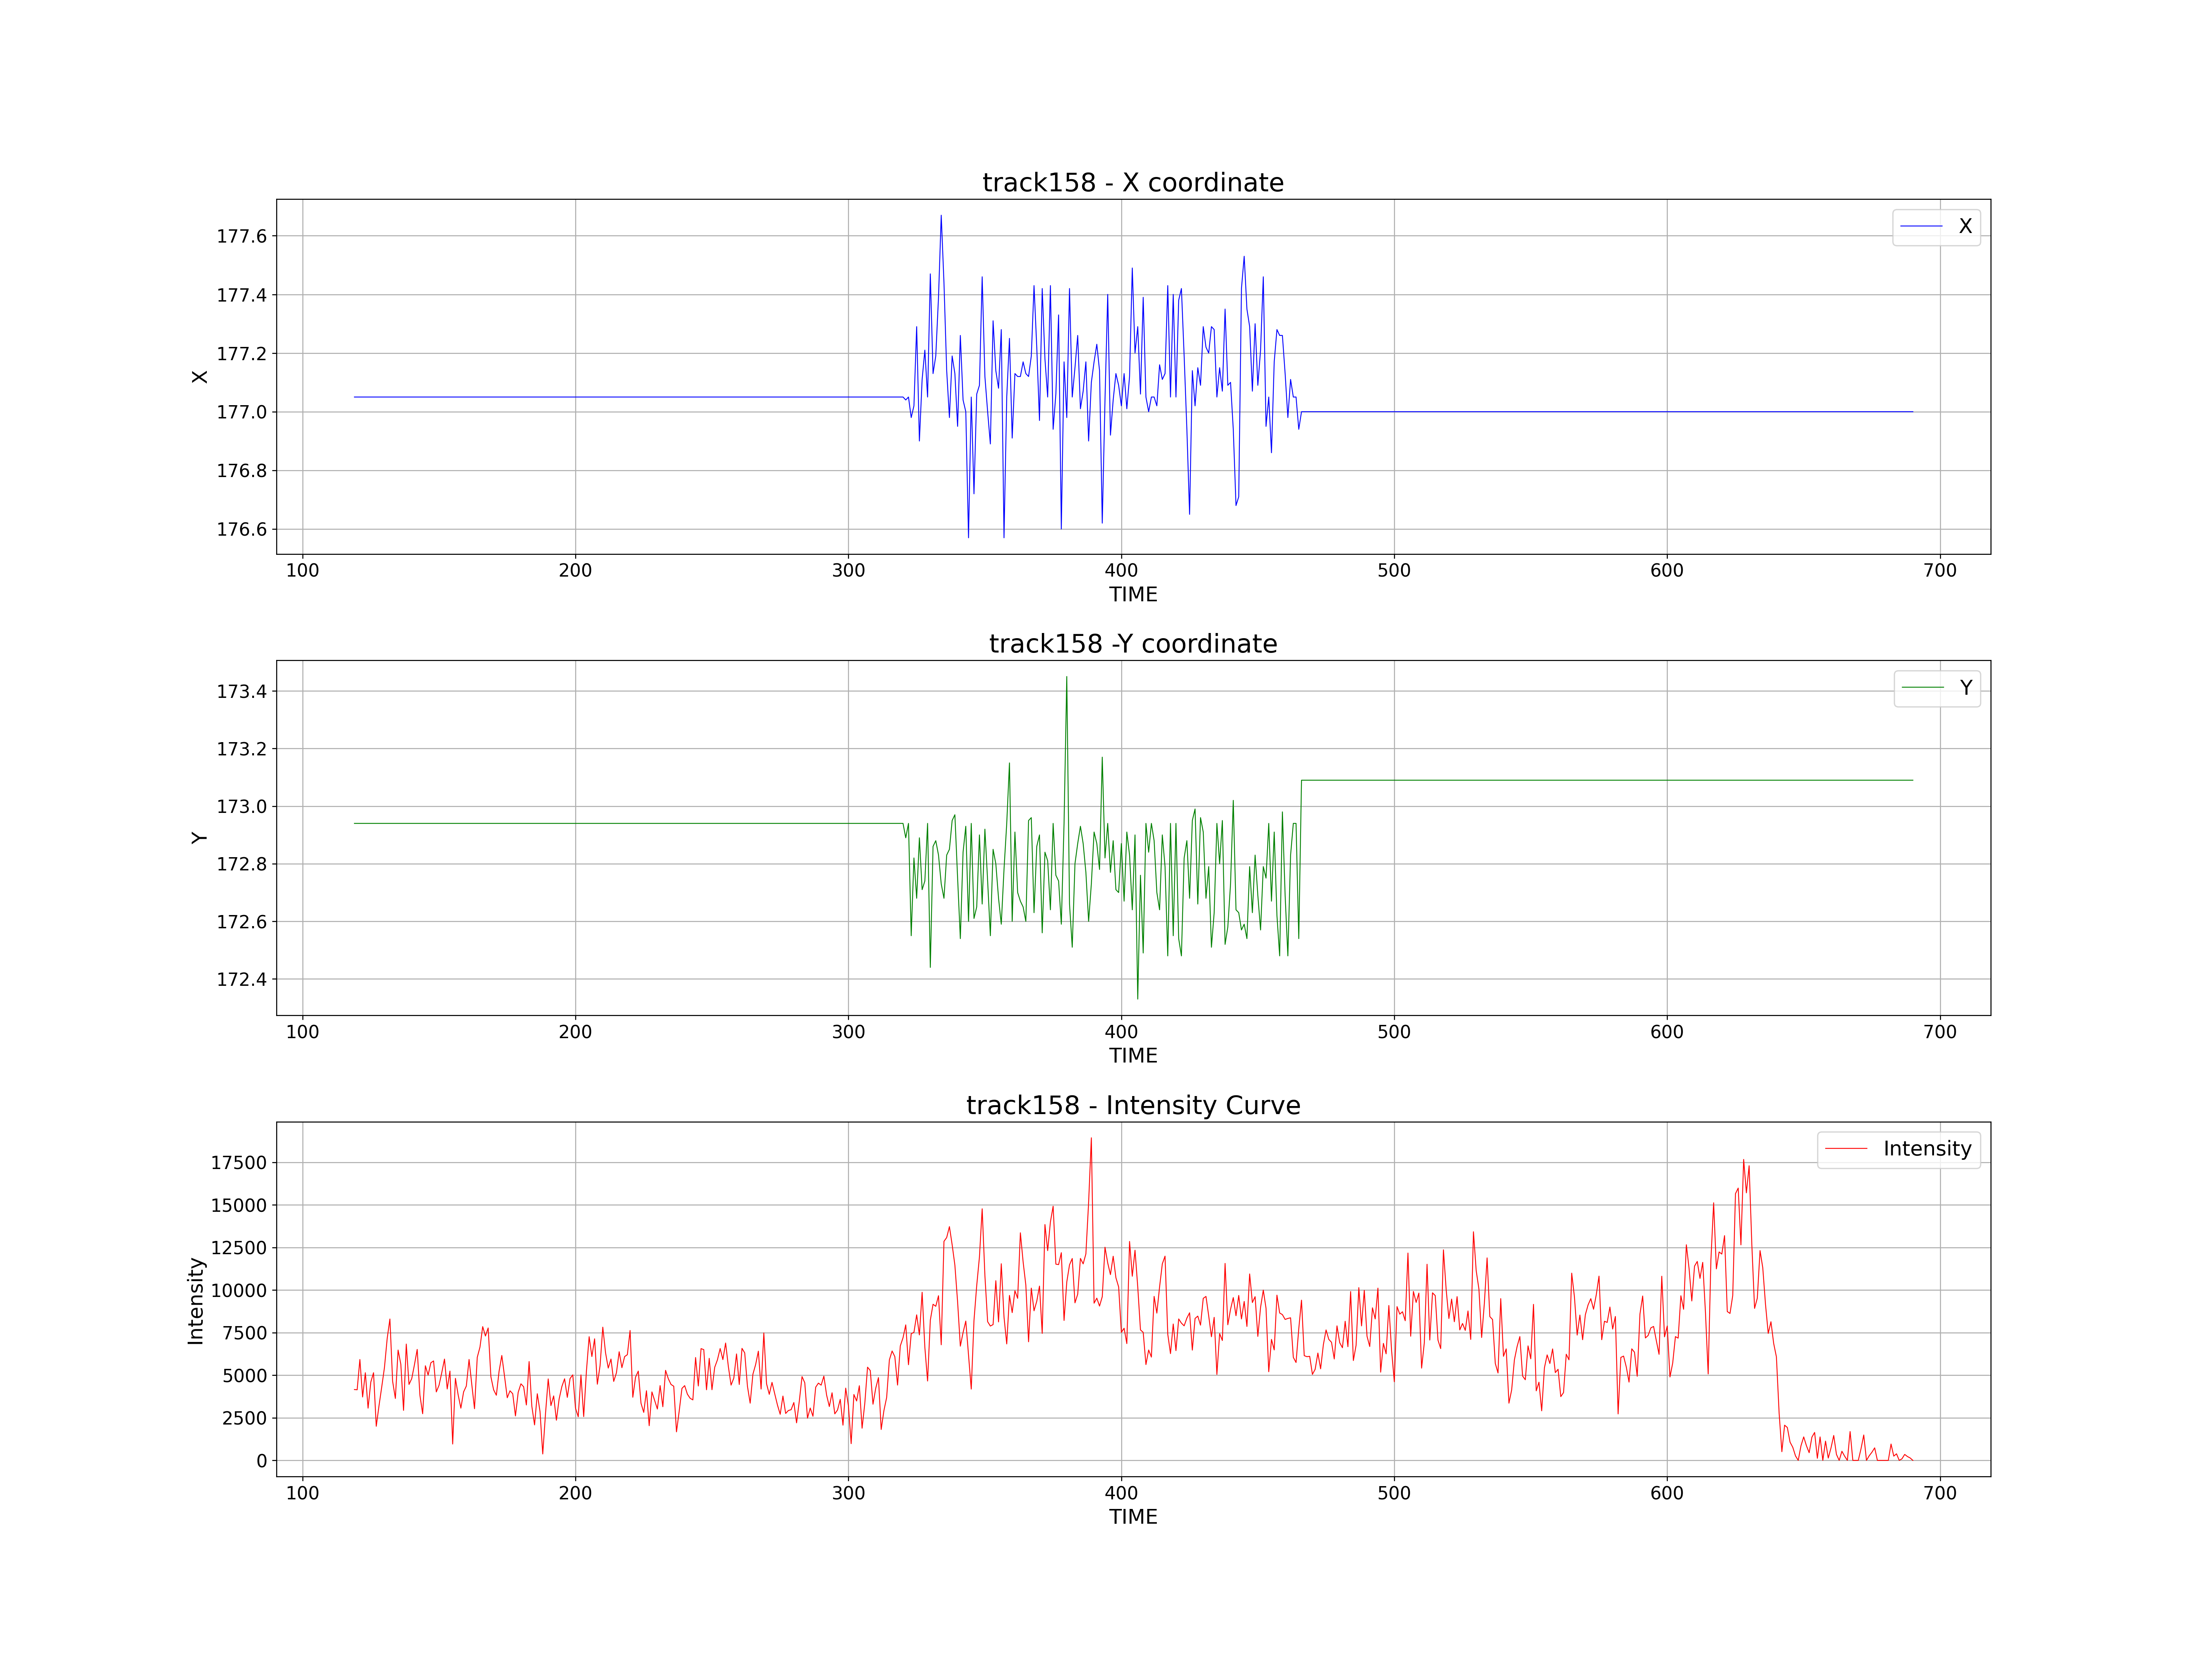 track158 - X coordinate
X
177.6
177.4
177.2
177.0
176.8
176.6
X
100 200 300 400 500 600 700
TIME
track158 -Y coordinate
Y
173.4
173.2
173.0
172.8
172.6
172.4
Y
100 200 300 400 500 600 700
TIME
track158 - Intensity Curve
Intensity
17500
15000
12500
10000
7500
5000
2500
0
Intensity
100 200 300 400 500 600 700
TIME